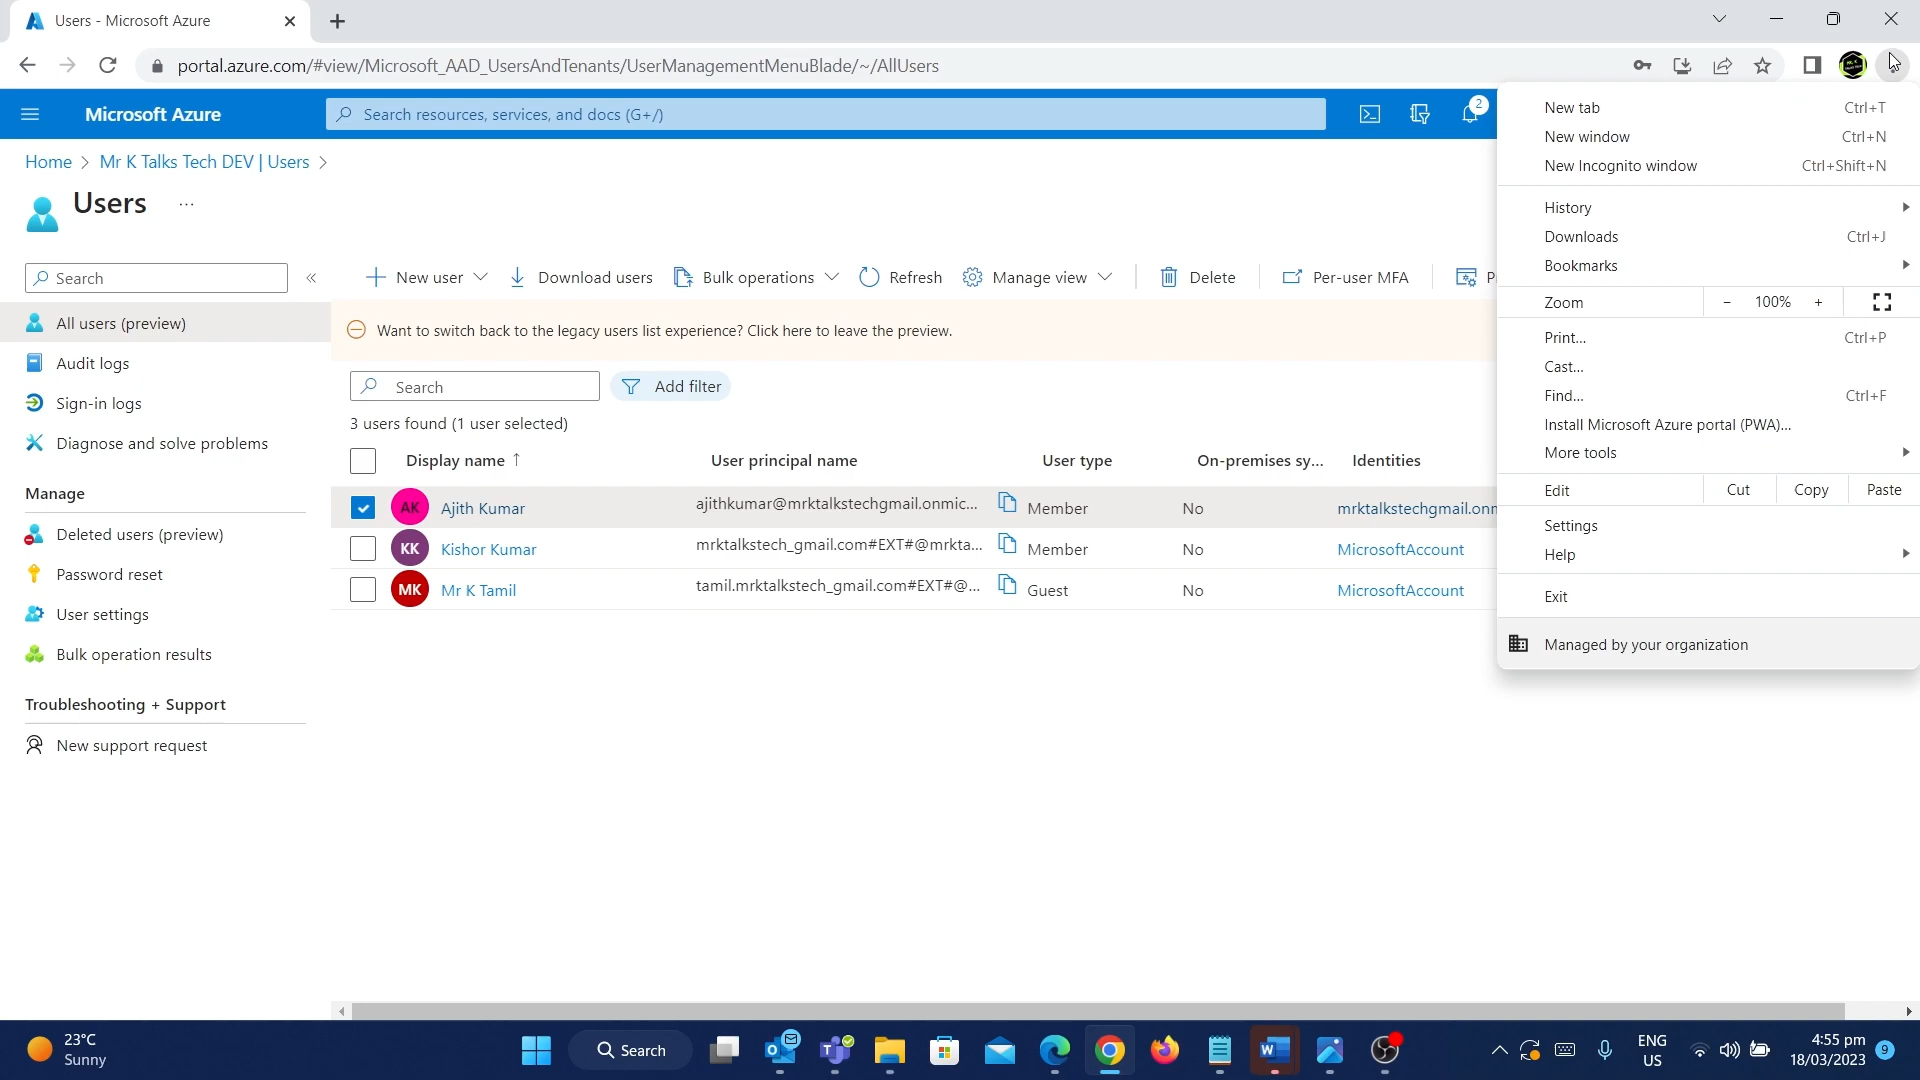 Users - Microsoft Azure
portal.azure.com/#view/Microsoft_AAD_UsersAndTenants/UserManagementMenuBlade/~/AllUsers
Microsoft Azure
Search resources, services, and docs (G+/)
2
Home > Mr K Talks Tech DEV | Users >
Users ...
Search
All users (preview)
Audit logs
Sign-in logs
Diagnose and solve problems
Manage
Deleted users (preview)
Password reset
User settings
Bulk operation results
Troubleshooting + Support
New support request
New user Download users Bulk operations Refresh Manage view Delete Per-user MFA
Want to switch back to the legacy users list experience? Click here to leave the preview.
Search Add filter
3 users found (1 user selected)
Display name ↑ User principal name User type On-premises sy... Identities
AK Ajith Kumar ajithkumar@mrktalkstechgmail.onmic... Member No mrktalkstechgmail.onn
KK Kishor Kumar mrktalkstech_gmail.com#EXT#@mrkta... Member No MicrosoftAccount
MK Mr K Tamil tamil.mrktalkstech_gmail.com#EXT#@... Guest No MicrosoftAccount
New tab Ctrl+T
New window Ctrl+N
New Incognito window Ctrl+Shift+N
History
Downloads Ctrl+J
Bookmarks
Zoom - 100% +
Print... Ctrl+P
Cast...
Find... Ctrl+F
Install Microsoft Azure portal (PWA)...
More tools
Edit Cut Copy Paste
Settings
Help
Exit
Managed by your organization
23°C
Sunny
Search
ENG
US
4:55 pm
18/03/2023
9